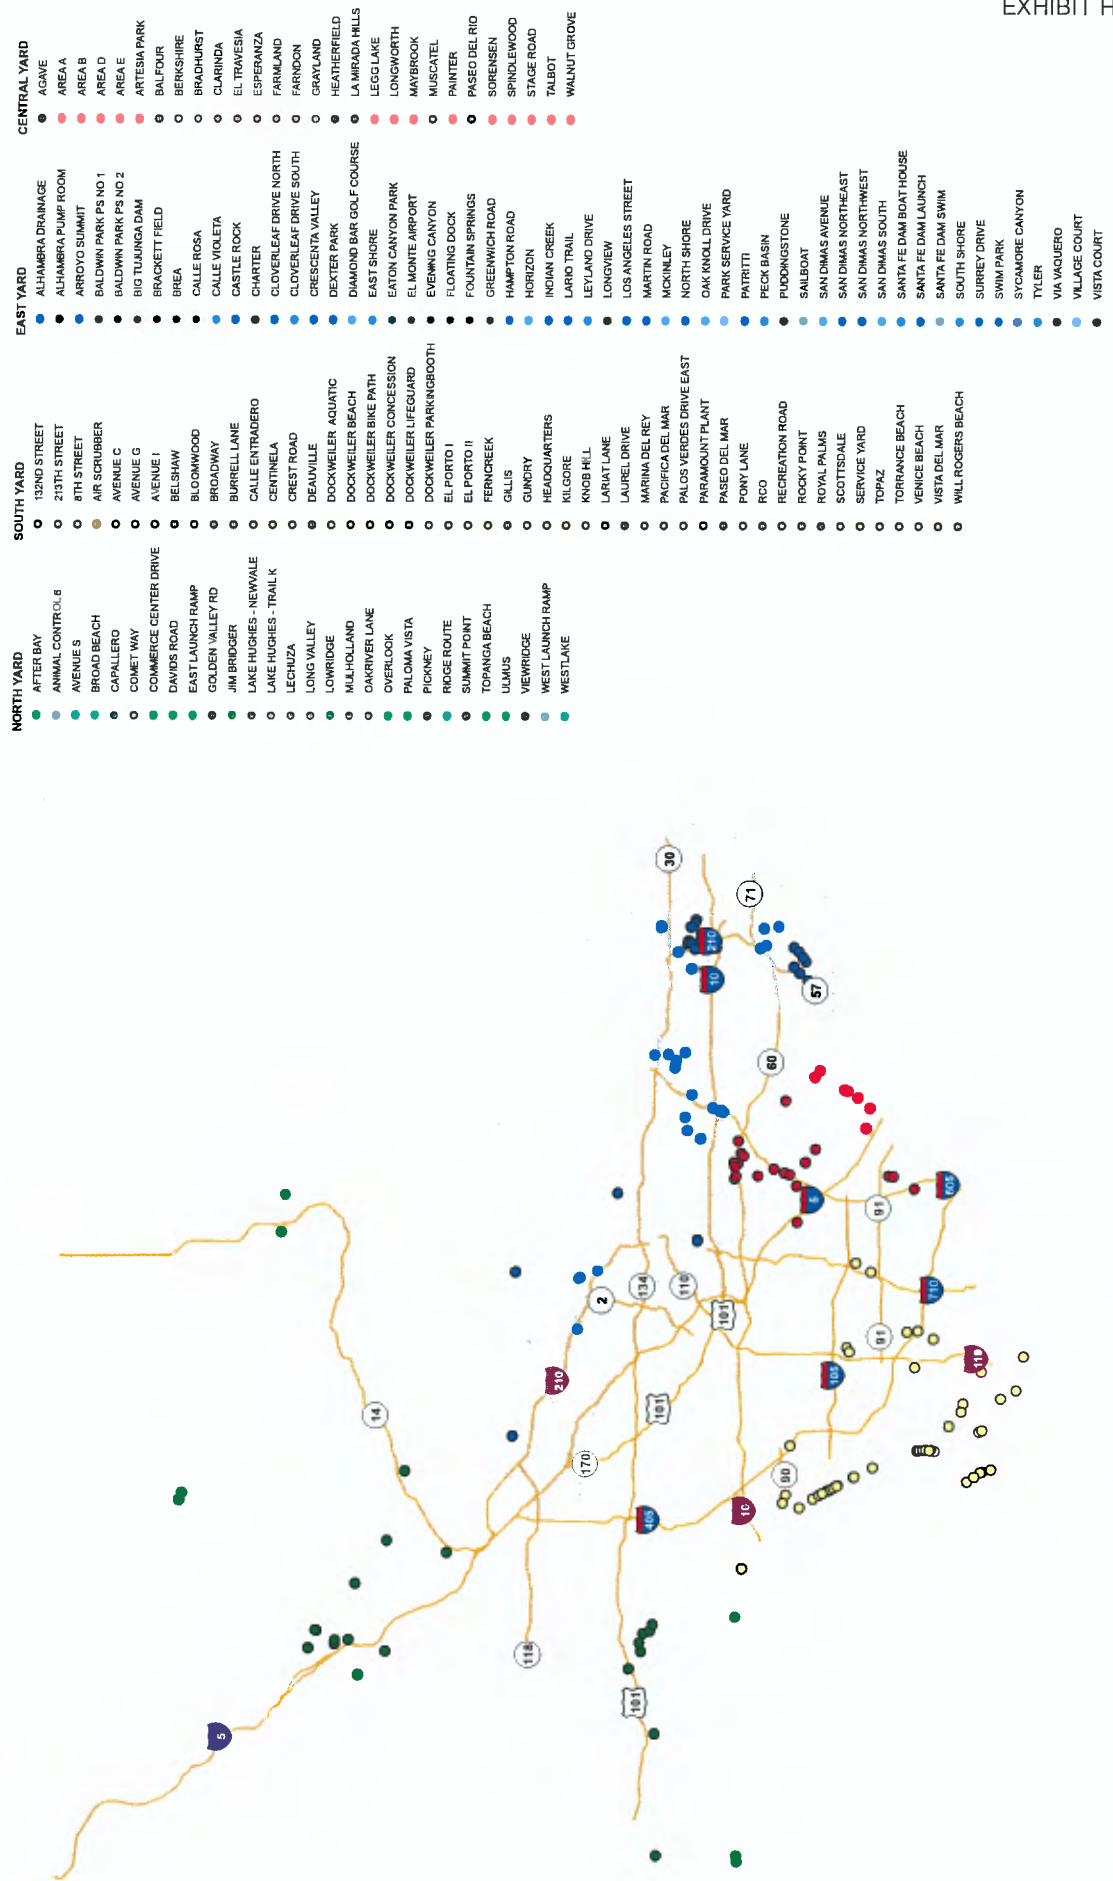 EXHIBIT H
NORTH YARD
AFTER BAY
ANIMAL CONTROL 6
AVENUE S
BROAD BEACH
CAPALLERO
COMET WAY
COMMERCE CENTER DRIVE
DAVIDS ROAD
EAST LAUNCH RAMP
GOLDEN VALLEY RD
JIM BRIDGER
LAKE HUGHES - NEWVALE
LAKE HUGHES - TRAIL K
LECHUZA
LONG VALLEY
LOWRIDGE
MULHOLLAND
OAKRIVER LANE
OVERLOOK
PALOMA VISTA
PICKNEY
RIDGE ROUTE
SUMMIT POINT
TOPANGA BEACH
ULMUS
VIEWRIDGE
WEST LAUNCH RAMP
WESTLAKE
SOUTH YARD
132ND STREET
213TH STREET
8TH STREET
AIR SCRUBBER
AVENUE C
AVENUE G
AVENUE I
BELSHAW
BLOOMWOOD
BROADWAY
BURRELL LANE
CALLE ENTRADERO
CENTINELA
CREST ROAD
DEAUVILLE
DOCKWEILER AQUATIC
DOCKWEILER BEACH
DOCKWEILER BIKE PATH
DOCKWEILER CONCESSION
DOCKWEILER LIFEGUARD
DOCKWEILER PARKINGBOOTH
EL PORTO I
EL PORTO II
FERNCREEK
GILLIS
GUNDRY
HEADQUARTERS
KILGORE
KNOB HILL
LARIAT LANE
LAUREL DRIVE
MARINA DEL REY
PACIFICA DEL MAR
PALOS VERDES DRIVE EAST
PARAMOUNT PLANT
PASEO DEL MAR
PONY LANE
RCO
RECREATION ROAD
ROCKY POINT
ROYAL PALMS
SCOTTSDALE
SERVICE YARD
TOPAZ
TORRANCE BEACH
VENICE BEACH
VISTA DEL MAR
WILL ROGERS BEACH
EAST YARD
ALHAMBRA DRAINAGE
ALHAMBRA PUMP ROOM
ARROYO SUMMIT
BALDWIN PARK PS NO 1
BALDWIN PARK PS NO 2
BIG TUJUNGA DAM
BRACKETT FIELD
BREA
CALLE ROSA
CALLE VIOLETA
CASTLE ROCK
CHARTER
CLOVERLEAF DRIVE NORTH
CLOVERLEAF DRIVE SOUTH
CRESCENTA VALLEY
DEXTER PARK
DIAMOND BAR GOLF COURSE
EAST SHORE
EATON CANYON PARK
EL MONTE AIRPORT
EVENING CANYON
FLOATING DOCK
FOUNTAIN SPRINGS
GREENWICH ROAD
HAMPTON ROAD
HORIZON
INDIAN CREEK
LARIO TRAIL
LEYLAND DRIVE
LONGVIEW
LOS ANGELES STREET
MARTIN ROAD
MCKINLEY
NORTH SHORE
OAK KNOLL DRIVE
PARK SERVICE YARD
PATRITTI
PECK BASIN
PUDDINGSTONE
SAILBOAT
SAN DIMAS AVENUE
SAN DIMAS NORTHEAST
SAN DIMAS NORTHWEST
SAN DIMAS SOUTH
SANTA FE DAM BOAT HOUSE
SANTA FE DAM LAUNCH
SANTA FE DAM SWIM
SOUTH SHORE
SURREY DRIVE
SWIM PARK
SYCAMORE CANYON
TYLER
VIA VAQUERO
VILLAGE COURT
VISTA COURT
CENTRAL YARD
AGAVE
AREA A
AREA B
AREA D
AREA E
ARTESIA PARK
BALFOUR
BERKSHIRE
BRADHURST
CLARINDA
EL TRAVESIA
ESPERANZA
FARMLAND
FARNDON
GRAYLAND
HEATHERFIELD
LA MIRADA HILLS
LEGG LAKE
LONGWORTH
MAYBROOK
MUSCATEL
PAINTER
PASEO DEL RIO
SORENSEN
SPINDLEWOOD
STAGE ROAD
TALBOT
WALNUT GROVE
5
14
118
101
405
170
210
101
10
90
2
134
110
101
105
91
110
710
91
605
5
60
10
210
57
71
30